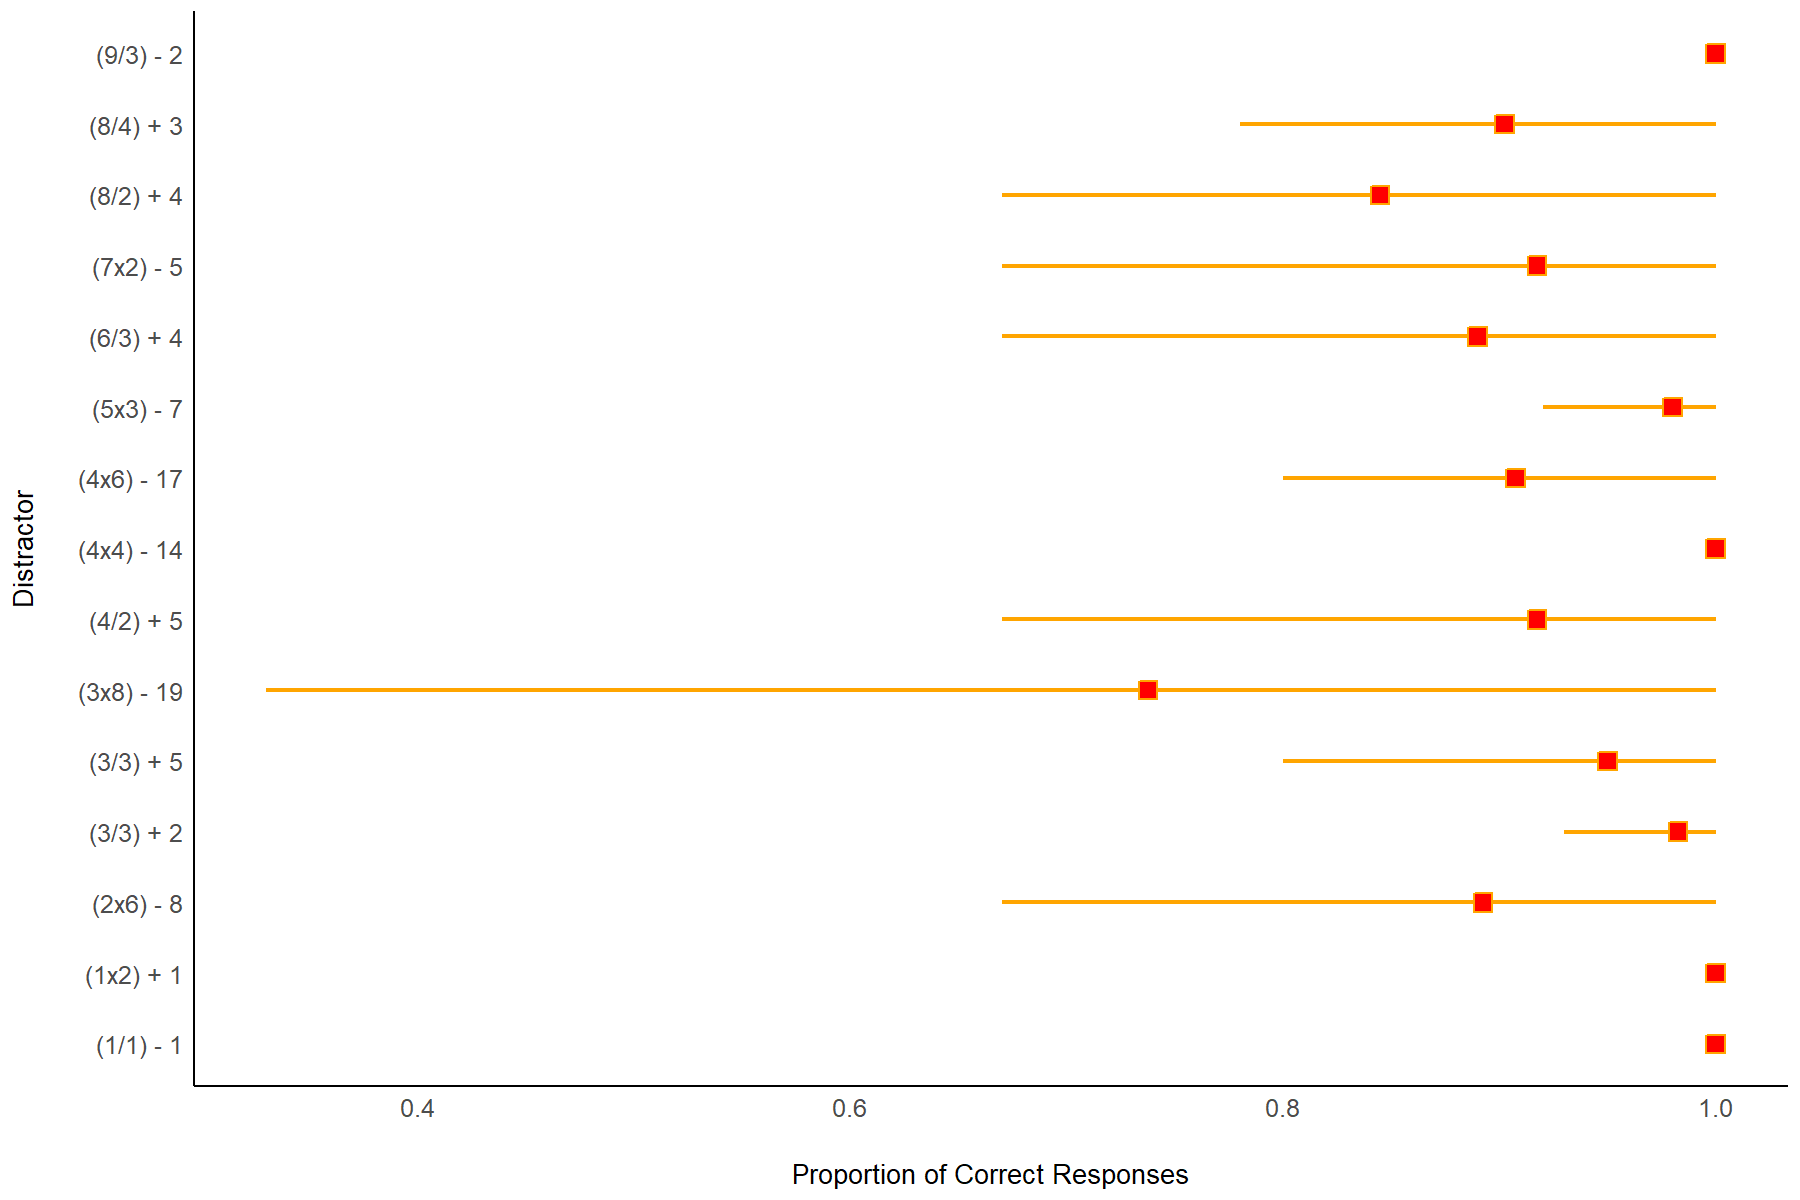 (9/3) - 2
(8/4) + 3
(8/2) + 4
(7x2) - 5
(6/3) + 4
(5x3) - 7
(4x6) - 17
(4x4) - 14
(4/2) + 5
(3x8) - 19
(3/3) + 5
(3/3) + 2
(2x6) - 8
(1x2) + 1
(1/1) - 1
Distractor
0.4 0.6 0.8 1.0
Proportion of Correct Responses